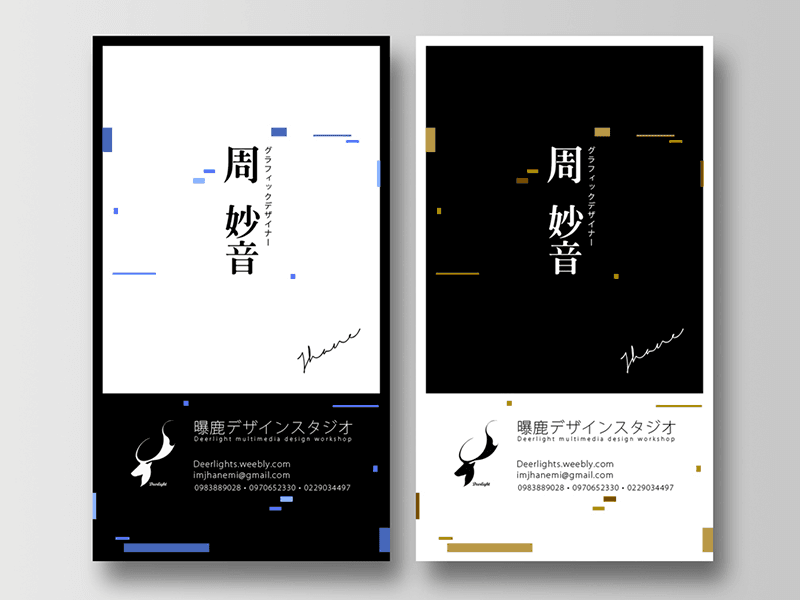 周 妙音
グラフィックデザイナー
Jhane
曝鹿デザインスタジオ
Deerlight multimedia design workshop
Deerlight
Deerlights.weebly.com
imjhanemi@gmail.com
0983889028 • 0970652330 • 0229034497
周 妙音
グラフィックデザイナー
Jhane
曝鹿デザインスタジオ
Deerlight multimedia design workshop
Deerlight
Deerlights.weebly.com
imjhanemi@gmail.com
0983889028 • 0970652330 • 0229034497